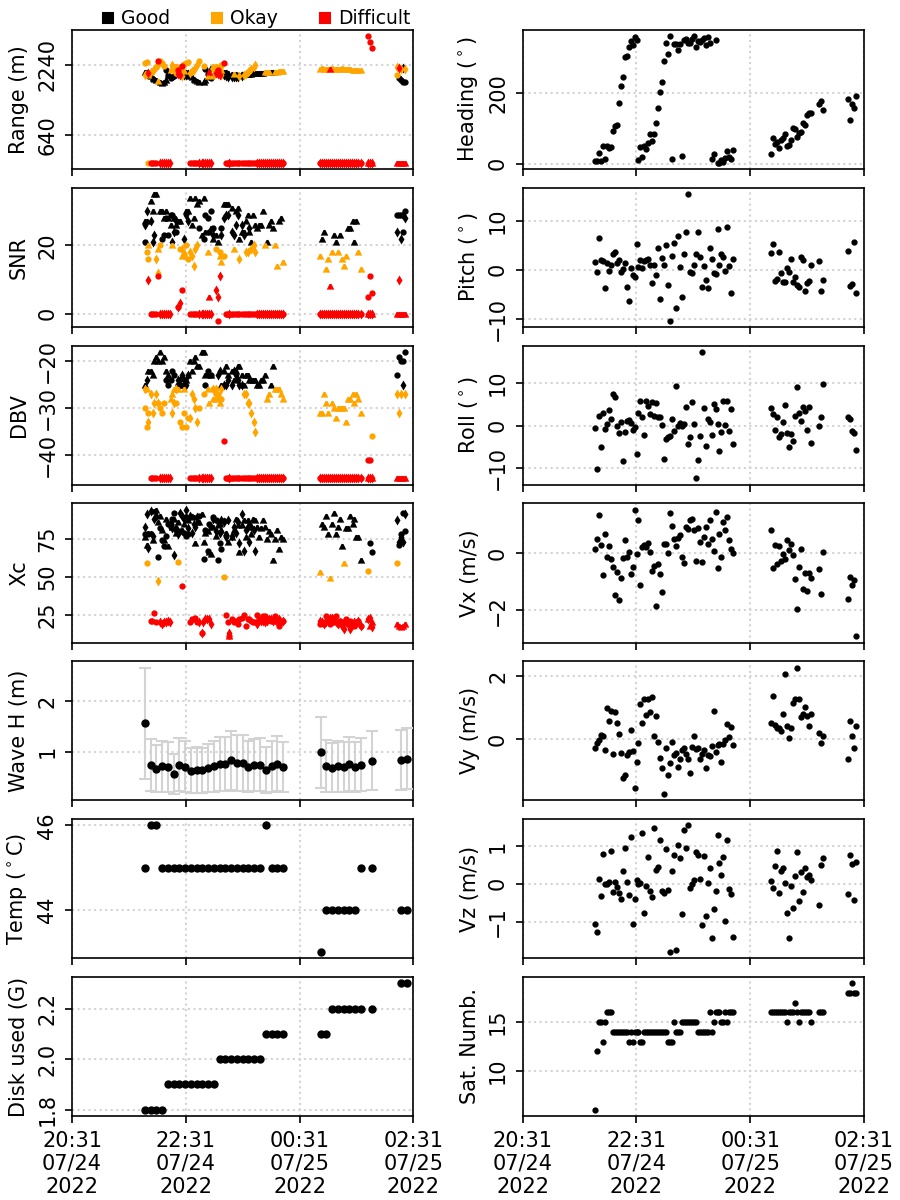 Good Okay Difficult
Range (m)
2240
640
Heading (°)
200
0
SNR
20
0
Pitch (°)
10
0
−10
DBV
−20
−30
−40
Roll (°)
10
0
−10
Xc
75
50
25
Vx (m/s)
0
−2
Wave H (m)
2
1
Vy (m/s)
2
0
Temp (°C)
46
44
Vz (m/s)
1
0
−1
Disk used (G)
2.2
2.0
1.8
Sat. Numb.
15
10
20:31 22:31 00:31 02:31
07/24 07/24 07/25 07/25
2022 2022 2022 2022
20:31 22:31 00:31 02:31
07/24 07/24 07/25 07/25
2022 2022 2022 2022